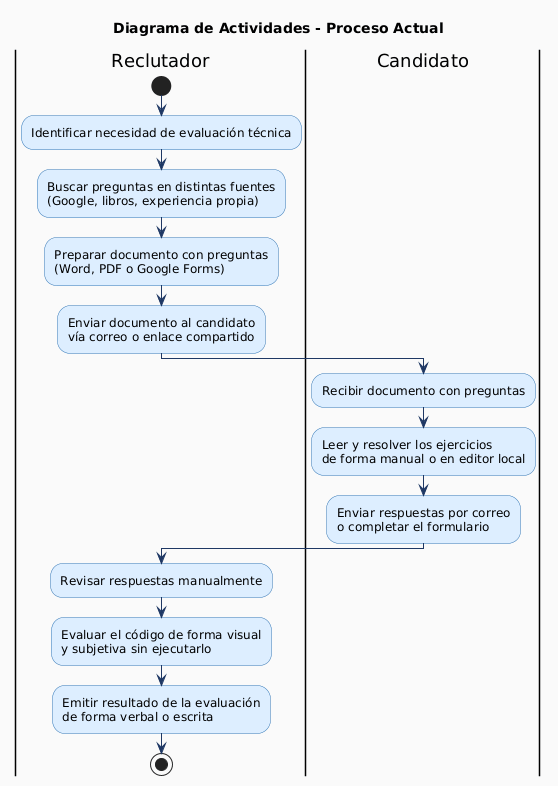 Diagrama de Actividades - Proceso Actual
Reclutador
Candidato
Identificar necesidad de evaluación técnica
Buscar preguntas en distintas fuentes
(Google, libros, experiencia propia)
Preparar documento con preguntas
(Word, PDF o Google Forms)
Enviar documento al candidato
vía correo o enlace compartido
Recibir documento con preguntas
Leer y resolver los ejercicios
de forma manual o en editor local
Enviar respuestas por correo
o completar el formulario
Revisar respuestas manualmente
Evaluar el código de forma visual
y subjetiva sin ejecutarlo
Emitir resultado de la evaluación
de forma verbal o escrita